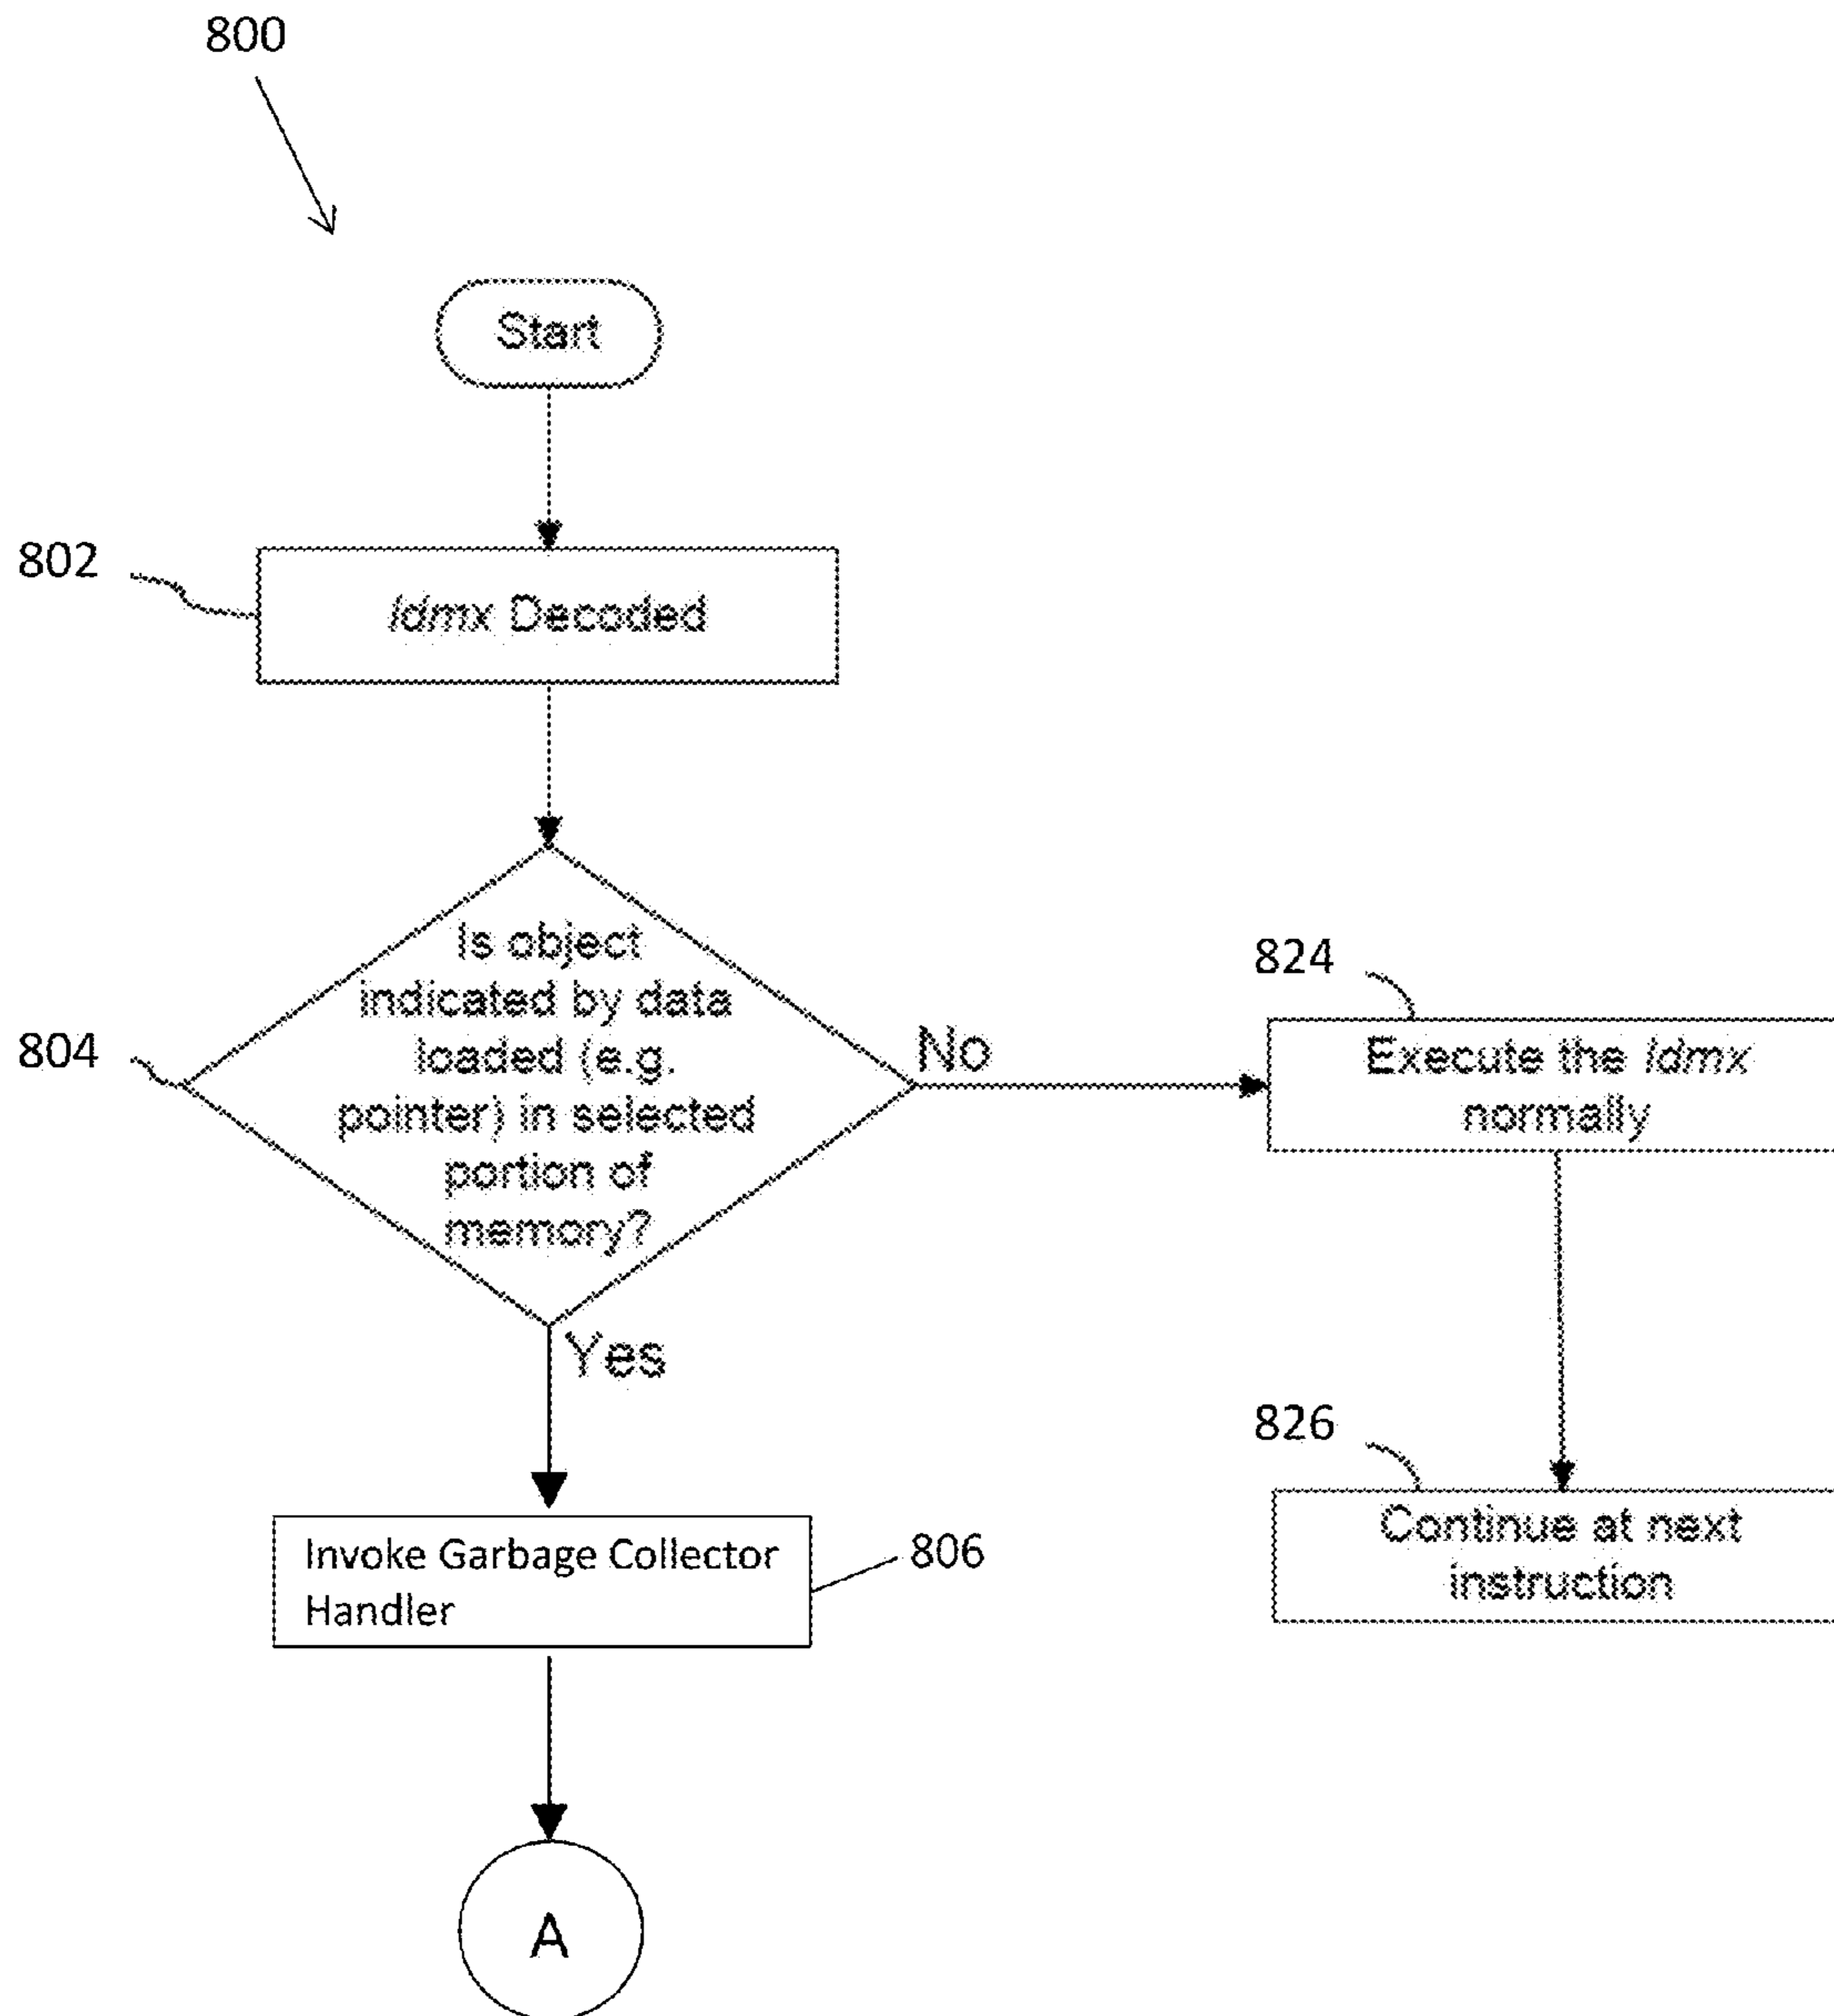 800
Start
802
ldmx Decoded
804
Is object
indicated by data
loaded (e.g.
pointer) in selected
portion of
memory?
No
824
Execute the ldmx
normally
Yes
826
Continue at next
instruction
Invoke Garbage Collector
Handler
806
A